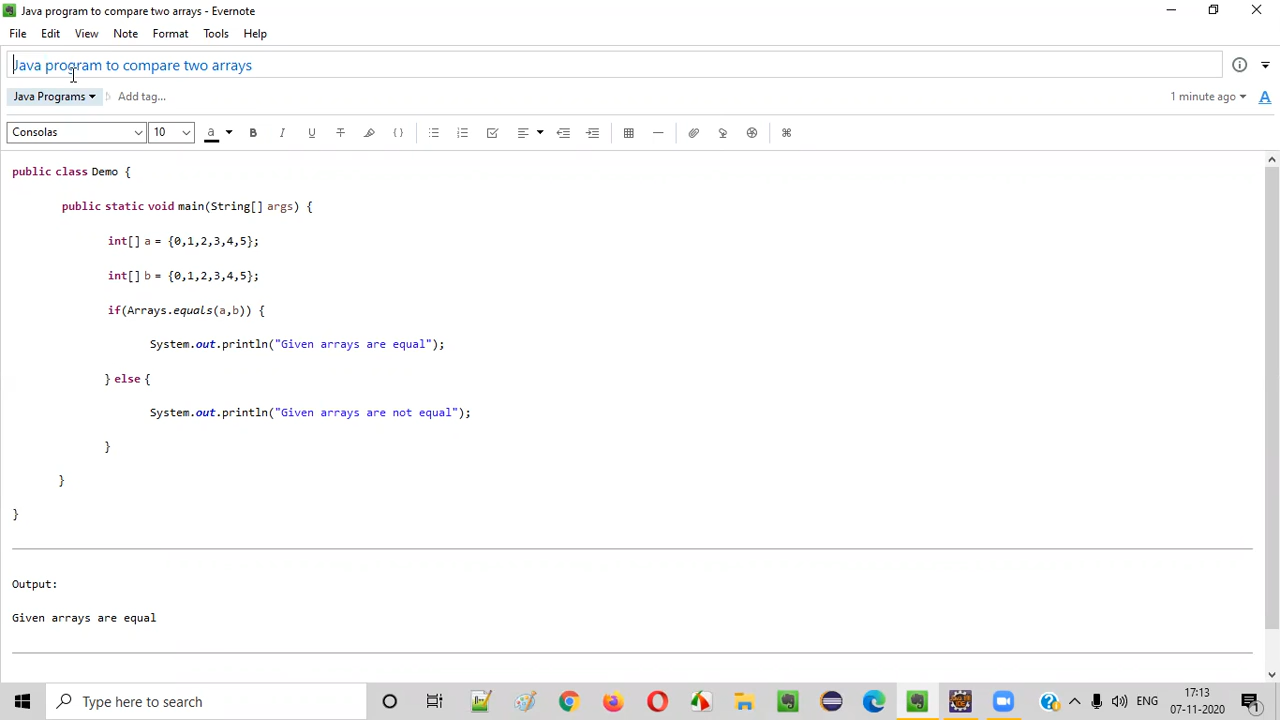 Java program to compare two arrays - Evernote
File Edit View Note Format Tools Help
Java program to compare two arrays
Java Programs Add tag... 1 minute ago A
Consolas 10 a B I U T { }
public class Demo {
public static void main(String[] args) {
int[] a = {0,1,2,3,4,5};
int[] b = {0,1,2,3,4,5};
if(Arrays.equals(a,b)) {
System.out.println("Given arrays are equal");
} else {
System.out.println("Given arrays are not equal");
}
}
}
Output:
Given arrays are equal
Type here to search ENG 17:13
07-11-2020